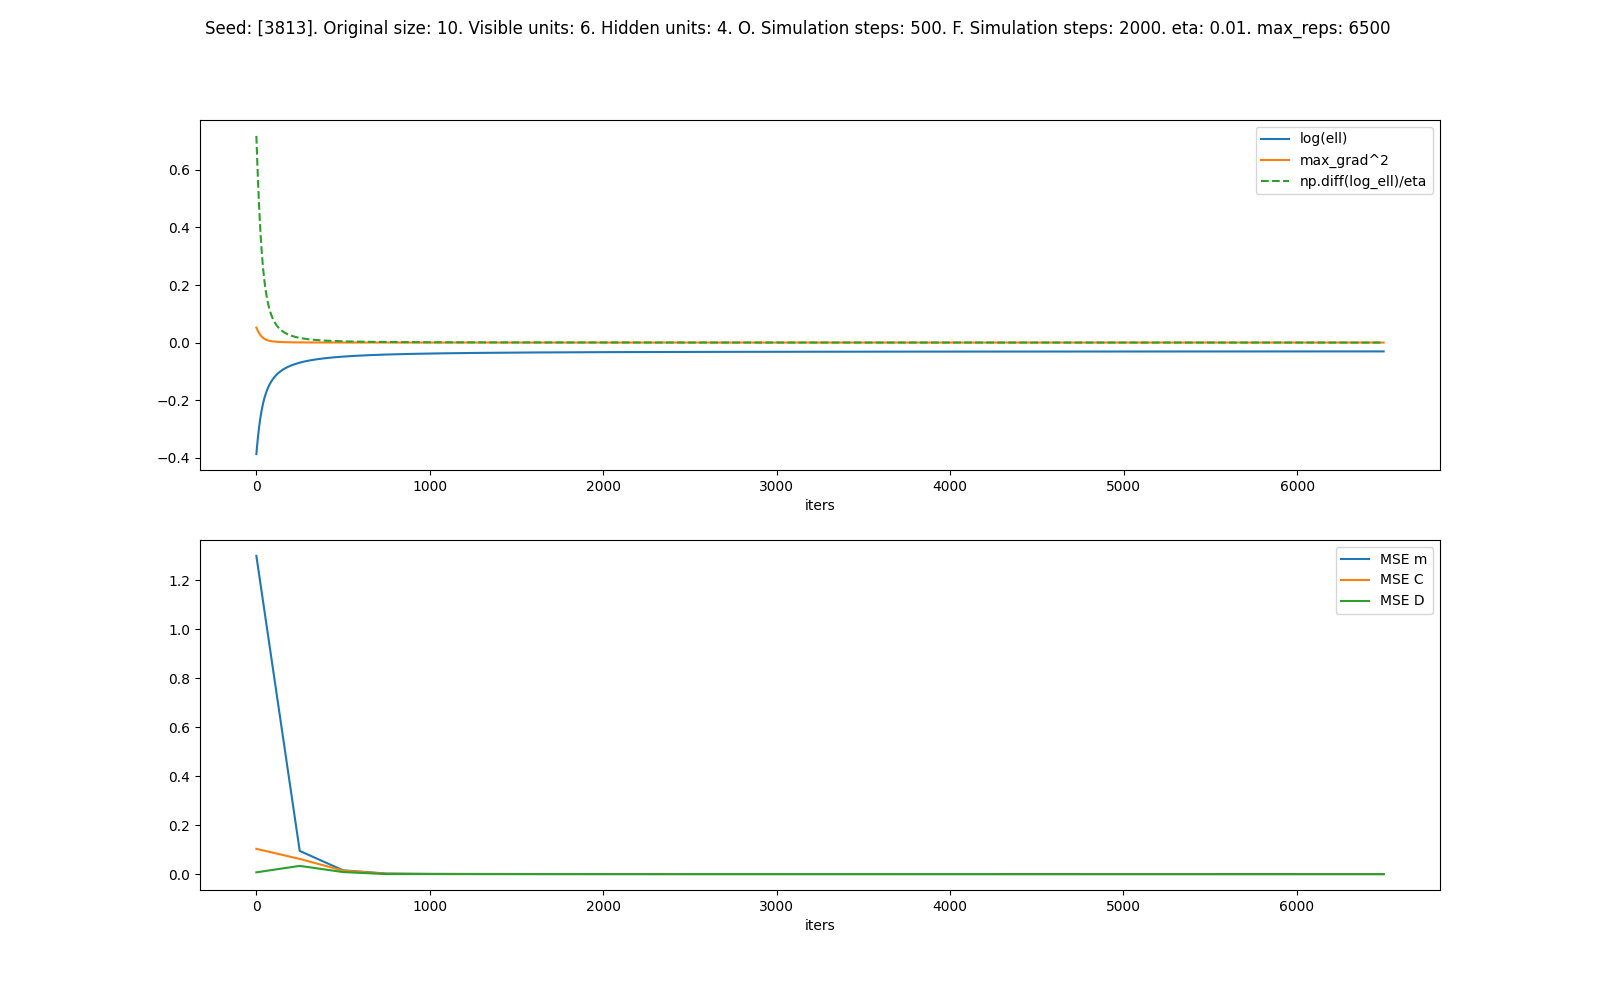 Seed: [3813]. Original size: 10. Visible units: 6. Hidden units: 4. O. Simulation steps: 500. F. Simulation steps: 2000. eta: 0.01. max_reps: 6500
log(ell)
max_grad^2
np.diff(log_ell)/eta
0.6
0.4
0.2
0.0
−0.2
−0.4
0 1000 2000 3000 4000 5000 6000
iters
MSE m
MSE C
MSE D
1.2
1.0
0.8
0.6
0.4
0.2
0.0
0 1000 2000 3000 4000 5000 6000
iters